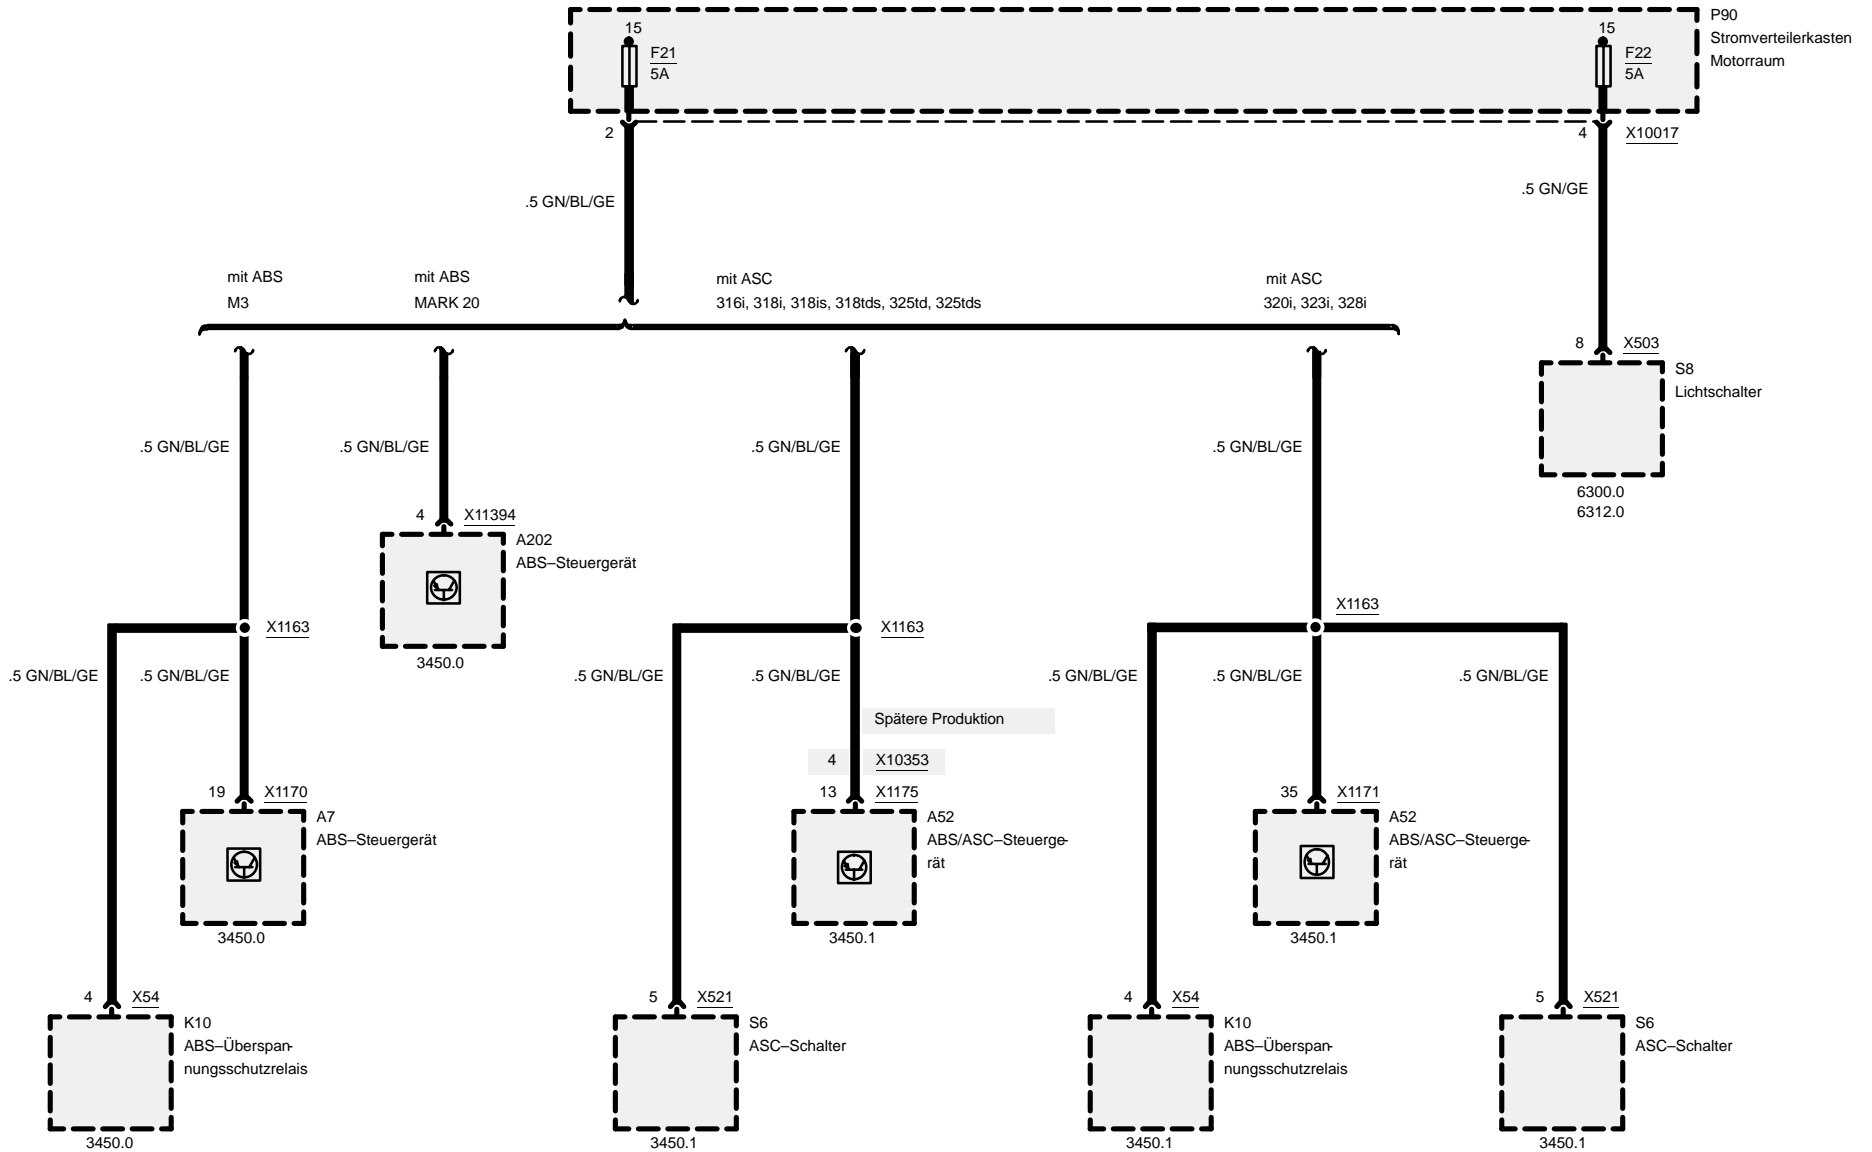 15
F21
5A
15
F22
5A
P90
Stromverteilerkasten
Motorraum
2
4 X10017
.5 GN/BL/GE
.5 GN/GE
mit ABS
M3
mit ABS
MARK 20
mit ASC
316i, 318i, 318is, 318tds, 325td, 325tds
mit ASC
320i, 323i, 328i
8 X503
S8
Lichtschalter
6300.0
6312.0
.5 GN/BL/GE
.5 GN/BL/GE
.5 GN/BL/GE
.5 GN/BL/GE
4 X11394
A202
ABS–Steuergerät
3450.0
X1163
X1163
X1163
.5 GN/BL/GE
.5 GN/BL/GE
.5 GN/BL/GE
.5 GN/BL/GE
.5 GN/BL/GE
.5 GN/BL/GE
.5 GN/BL/GE
Spätere Produktion
4 X10353
19 X1170
A7
ABS–Steuergerät
3450.0
13 X1175
A52
ABS/ASC–Steuerge-
rät
3450.1
35 X1171
A52
ABS/ASC–Steuerge-
rät
3450.1
4 X54
K10
ABS–Überspan-
nungsschutzrelais
3450.0
5 X521
S6
ASC–Schalter
3450.1
4 X54
K10
ABS–Überspan-
nungsschutzrelais
3450.1
5 X521
S6
ASC–Schalter
3450.1